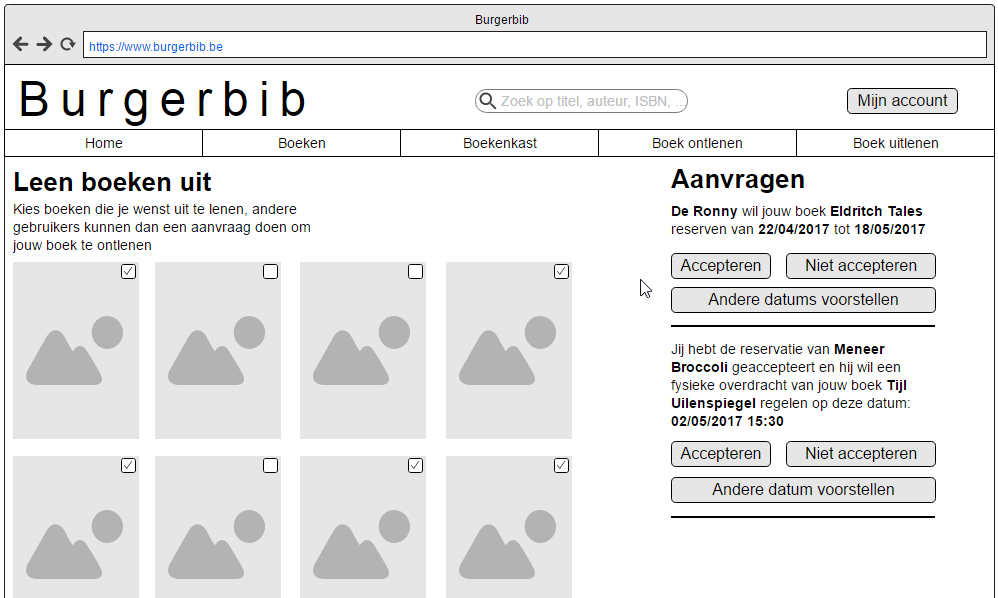 Burgerbib
https://www.burgerbib.be
Burgerbib
Zoek op titel, auteur, ISBN, ...
Mijn account
Home
Boeken
Boekenkast
Boek ontlenen
Boek uitlenen
Leen boeken uit
Kies boeken die je wenst uit te lenen, andere
gebruikers kunnen dan een aanvraag doen om
jouw boek te ontlenen
Aanvragen
De Ronny wil jouw boek Eldritch Tales
reserven van 22/04/2017 tot 18/05/2017
Accepteren
Niet accepteren
Andere datums voorstellen
Jij hebt de reservatie van Meneer
Broccoli geaccepteert en hij wil een
fysieke overdracht van jouw boek Tijl
Uilenspiegel regelen op deze datum:
02/05/2017 15:30
Accepteren
Niet accepteren
Andere datum voorstellen